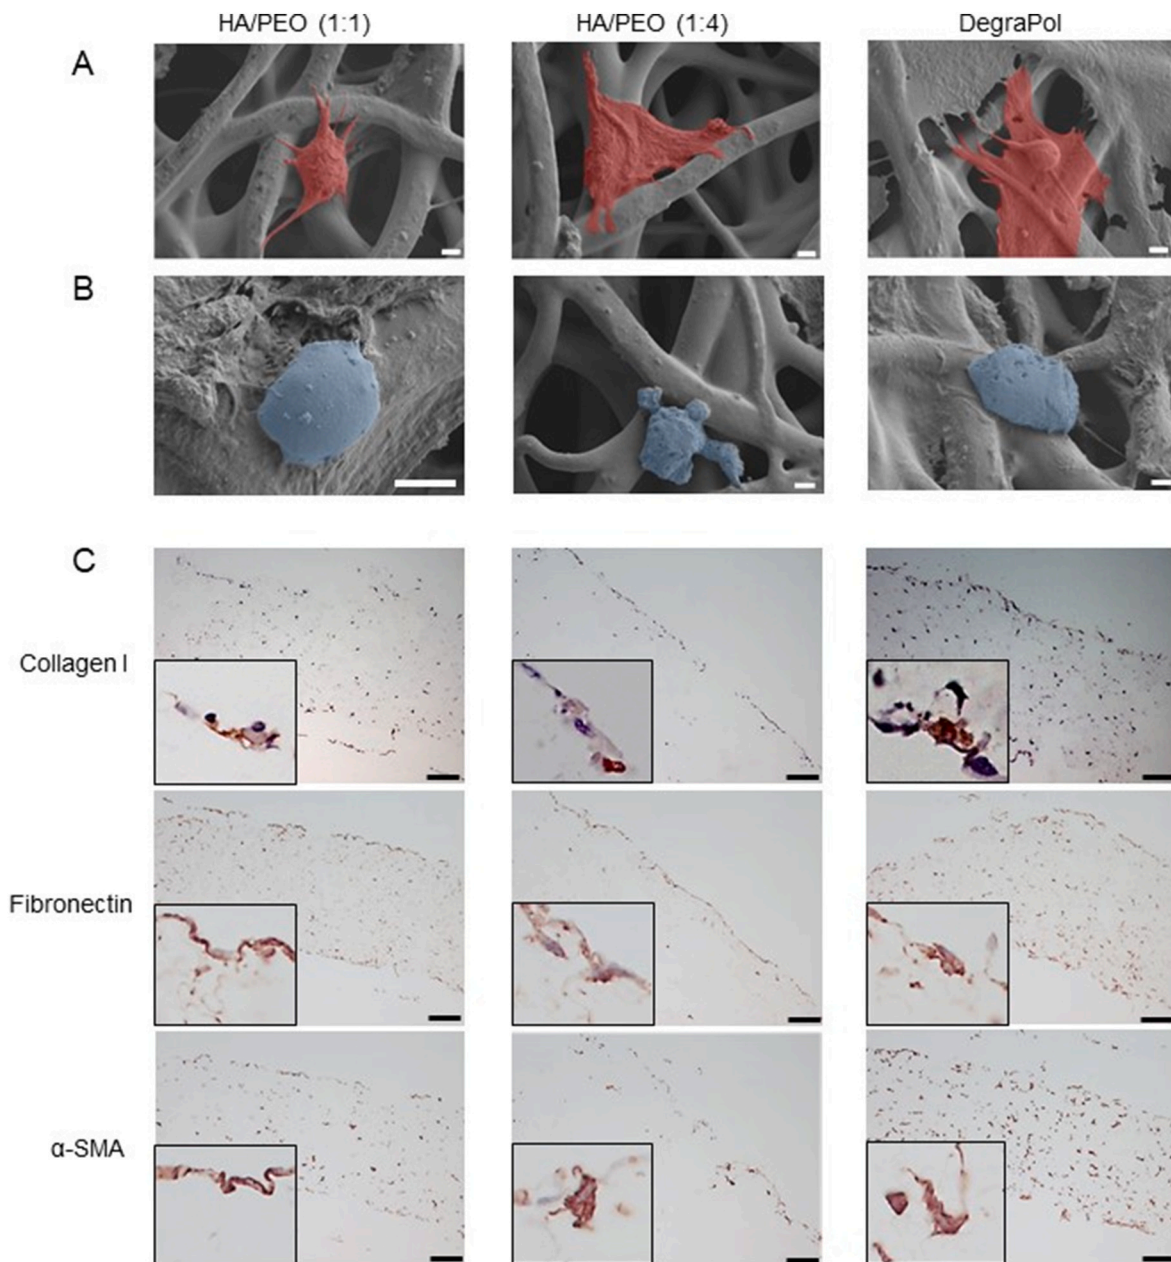 HA/PEO (1:1) HA/PEO (1:4) DegraPol
A
B
C
Collagen I
Fibronectin
α-SMA